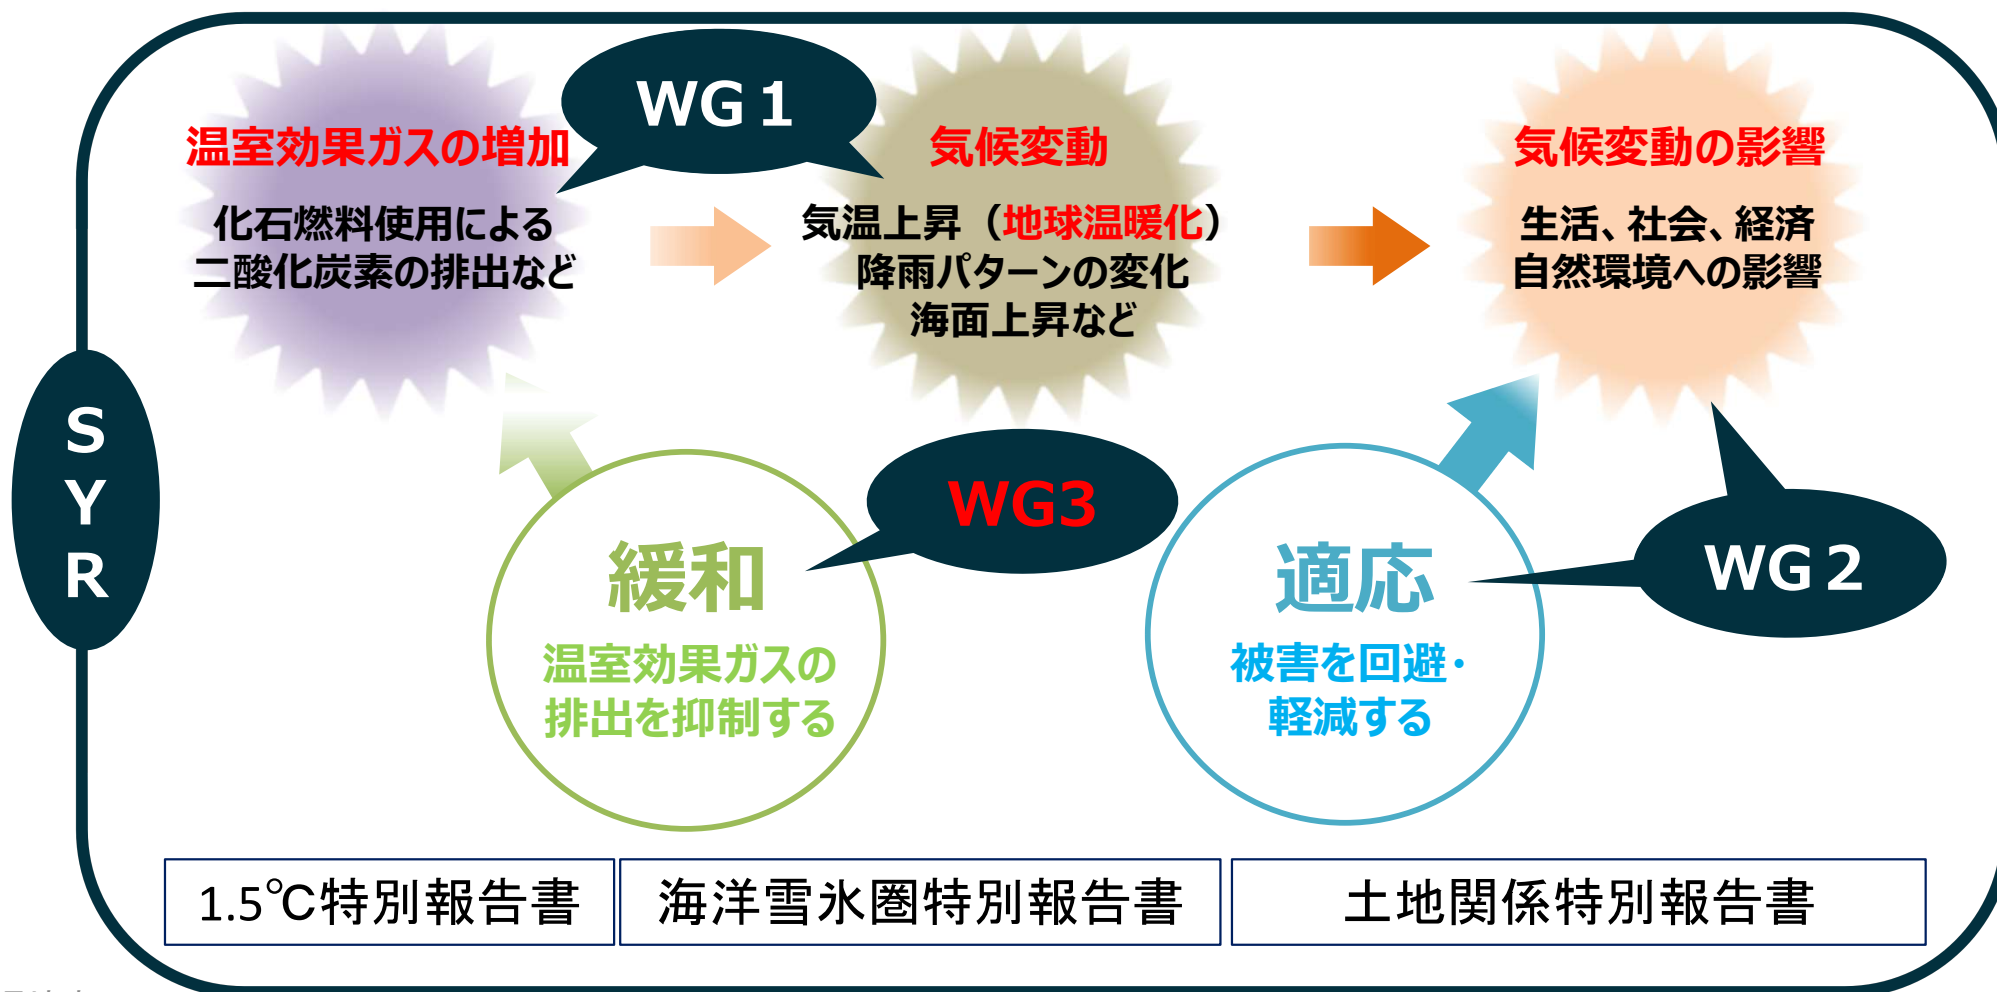 WG1
温室効果ガスの増加
化石燃料使用による
二酸化炭素の排出など
気候変動
気温上昇（地球温暖化）
降雨パターンの変化
海面上昇など
気候変動の影響
生活、社会、経済
自然環境への影響
S
Y
R
WG3
緩和
温室効果ガスの
排出を抑制する
適応
被害を回避・
軽減する
WG2
1.5℃特別報告書
海洋雪氷圏特別報告書
土地関係特別報告書